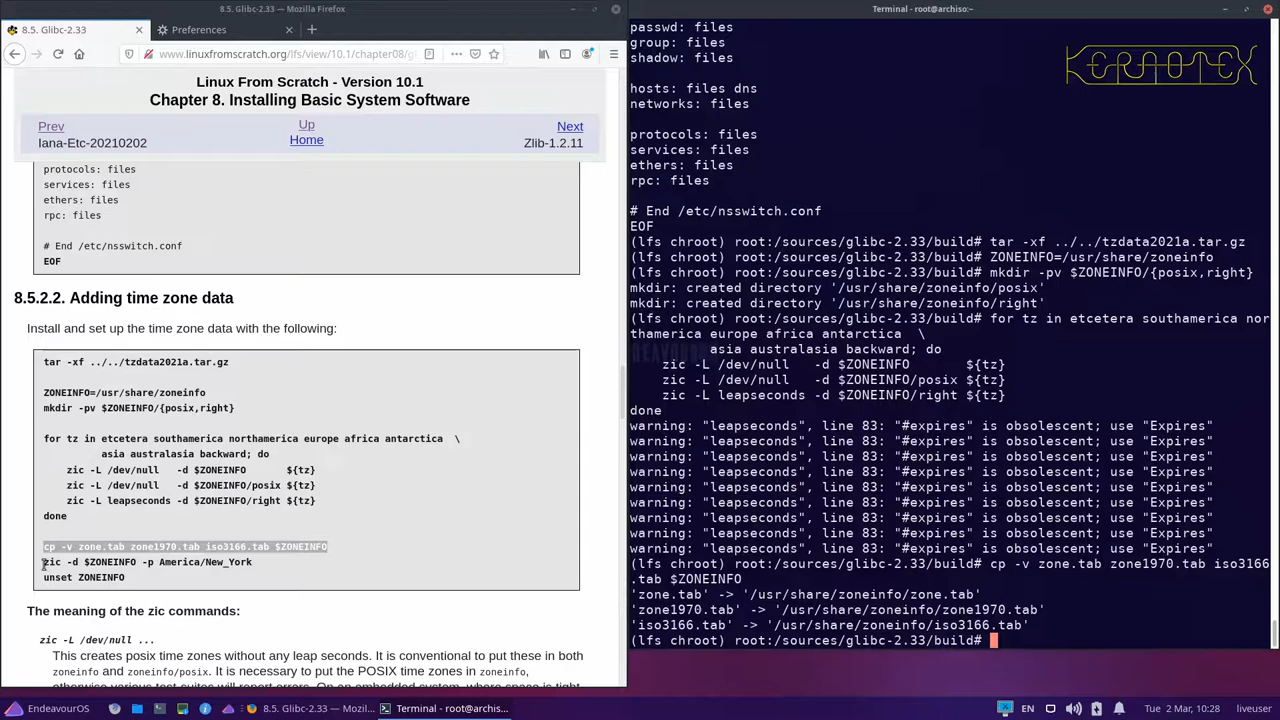 8.5. Glibc-2.33 — Mozilla Firefox
8.5. Glibc-2.33
Preferences
www.linuxfromscratch.org/lfs/view/10.1/chapter08/gl
Linux From Scratch - Version 10.1
Chapter 8. Installing Basic System Software
Prev
Up
Next
Iana-Etc-20210202
Home
Zlib-1.2.11
protocols: files
services: files
ethers: files
rpc: files
# End /etc/nsswitch.conf
EOF
8.5.2.2. Adding time zone data
Install and set up the time zone data with the following:
tar -xf ../../tzdata2021a.tar.gz
ZONEINFO=/usr/share/zoneinfo
mkdir -pv $ZONEINFO/{posix,right}
for tz in etcetera southamerica northamerica europe africa antarctica  \
asia australasia backward; do
zic -L /dev/null   -d $ZONEINFO       ${tz}
zic -L /dev/null   -d $ZONEINFO/posix ${tz}
zic -L leapseconds -d $ZONEINFO/right ${tz}
done
cp -v zone.tab zone1970.tab iso3166.tab $ZONEINFO
zic -d $ZONEINFO -p America/New_York
unset ZONEINFO
The meaning of the zic commands:
zic -L /dev/null ...
This creates posix time zones without any leap seconds. It is conventional to put these in both
zoneinfo and zoneinfo/posix. It is necessary to put the POSIX time zones in zoneinfo,
otherwise various test-suites will report errors. On an embedded system, where space is tight
Terminal - root@archiso:~
KERAOTEX
passwd: files
group: files
shadow: files
hosts: files dns
networks: files
protocols: files
services: files
ethers: files
rpc: files
# End /etc/nsswitch.conf
EOF
(lfs chroot) root:/sources/glibc-2.33/build# tar -xf ../../tzdata2021a.tar.gz
(lfs chroot) root:/sources/glibc-2.33/build# ZONEINFO=/usr/share/zoneinfo
(lfs chroot) root:/sources/glibc-2.33/build# mkdir -pv $ZONEINFO/{posix,right}
mkdir: created directory '/usr/share/zoneinfo/posix'
mkdir: created directory '/usr/share/zoneinfo/right'
(lfs chroot) root:/sources/glibc-2.33/build# for tz in etcetera southamerica nor
thamerica europe africa antarctica  \
asia australasia backward; do
zic -L /dev/null   -d $ZONEINFO       ${tz}
zic -L /dev/null   -d $ZONEINFO/posix ${tz}
zic -L leapseconds -d $ZONEINFO/right ${tz}
done
warning: "leapseconds", line 83: "#expires" is obsolescent; use "Expires"
warning: "leapseconds", line 83: "#expires" is obsolescent; use "Expires"
warning: "leapseconds", line 83: "#expires" is obsolescent; use "Expires"
warning: "leapseconds", line 83: "#expires" is obsolescent; use "Expires"
warning: "leapseconds", line 83: "#expires" is obsolescent; use "Expires"
warning: "leapseconds", line 83: "#expires" is obsolescent; use "Expires"
warning: "leapseconds", line 83: "#expires" is obsolescent; use "Expires"
warning: "leapseconds", line 83: "#expires" is obsolescent; use "Expires"
warning: "leapseconds", line 83: "#expires" is obsolescent; use "Expires"
(lfs chroot) root:/sources/glibc-2.33/build# cp -v zone.tab zone1970.tab iso3166
.tab $ZONEINFO
'zone.tab' -> '/usr/share/zoneinfo/zone.tab'
'zone1970.tab' -> '/usr/share/zoneinfo/zone1970.tab'
'iso3166.tab' -> '/usr/share/zoneinfo/iso3166.tab'
(lfs chroot) root:/sources/glibc-2.33/build#
EndeavourOS
8.5. Glibc-2.33 — Mozil...
Terminal - root@archiso...
EN
Tue 2 Mar, 10:28
liveuser